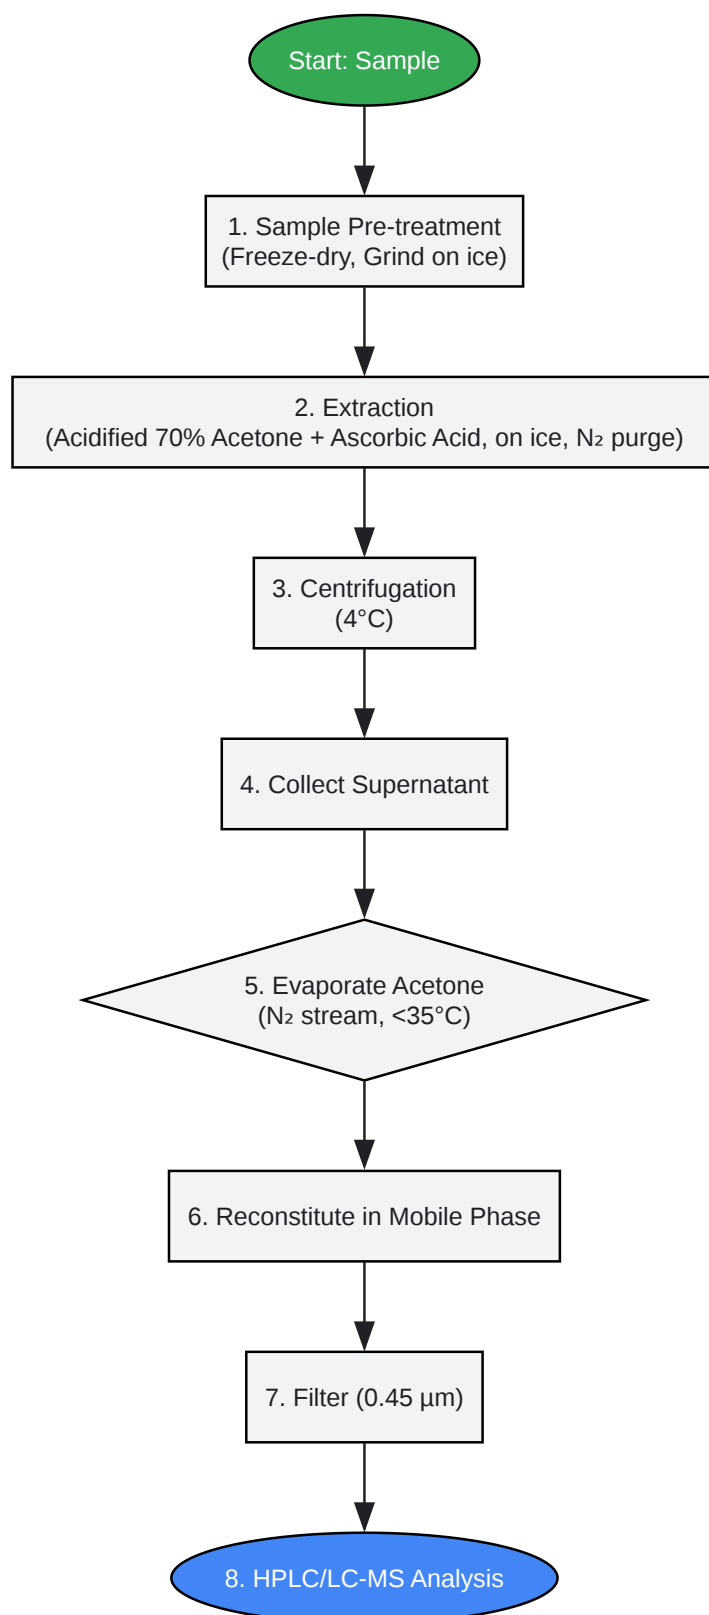 Start: Sample
1. Sample Pre-treatment
(Freeze-dry, Grind on ice)
2. Extraction
(Acidified 70% Acetone + Ascorbic Acid, on ice, N₂ purge)
3. Centrifugation
(4°C)
4. Collect Supernatant
5. Evaporate Acetone
(N₂ stream, <35°C)
6. Reconstitute in Mobile Phase
7. Filter (0.45 µm)
8. HPLC/LC-MS Analysis